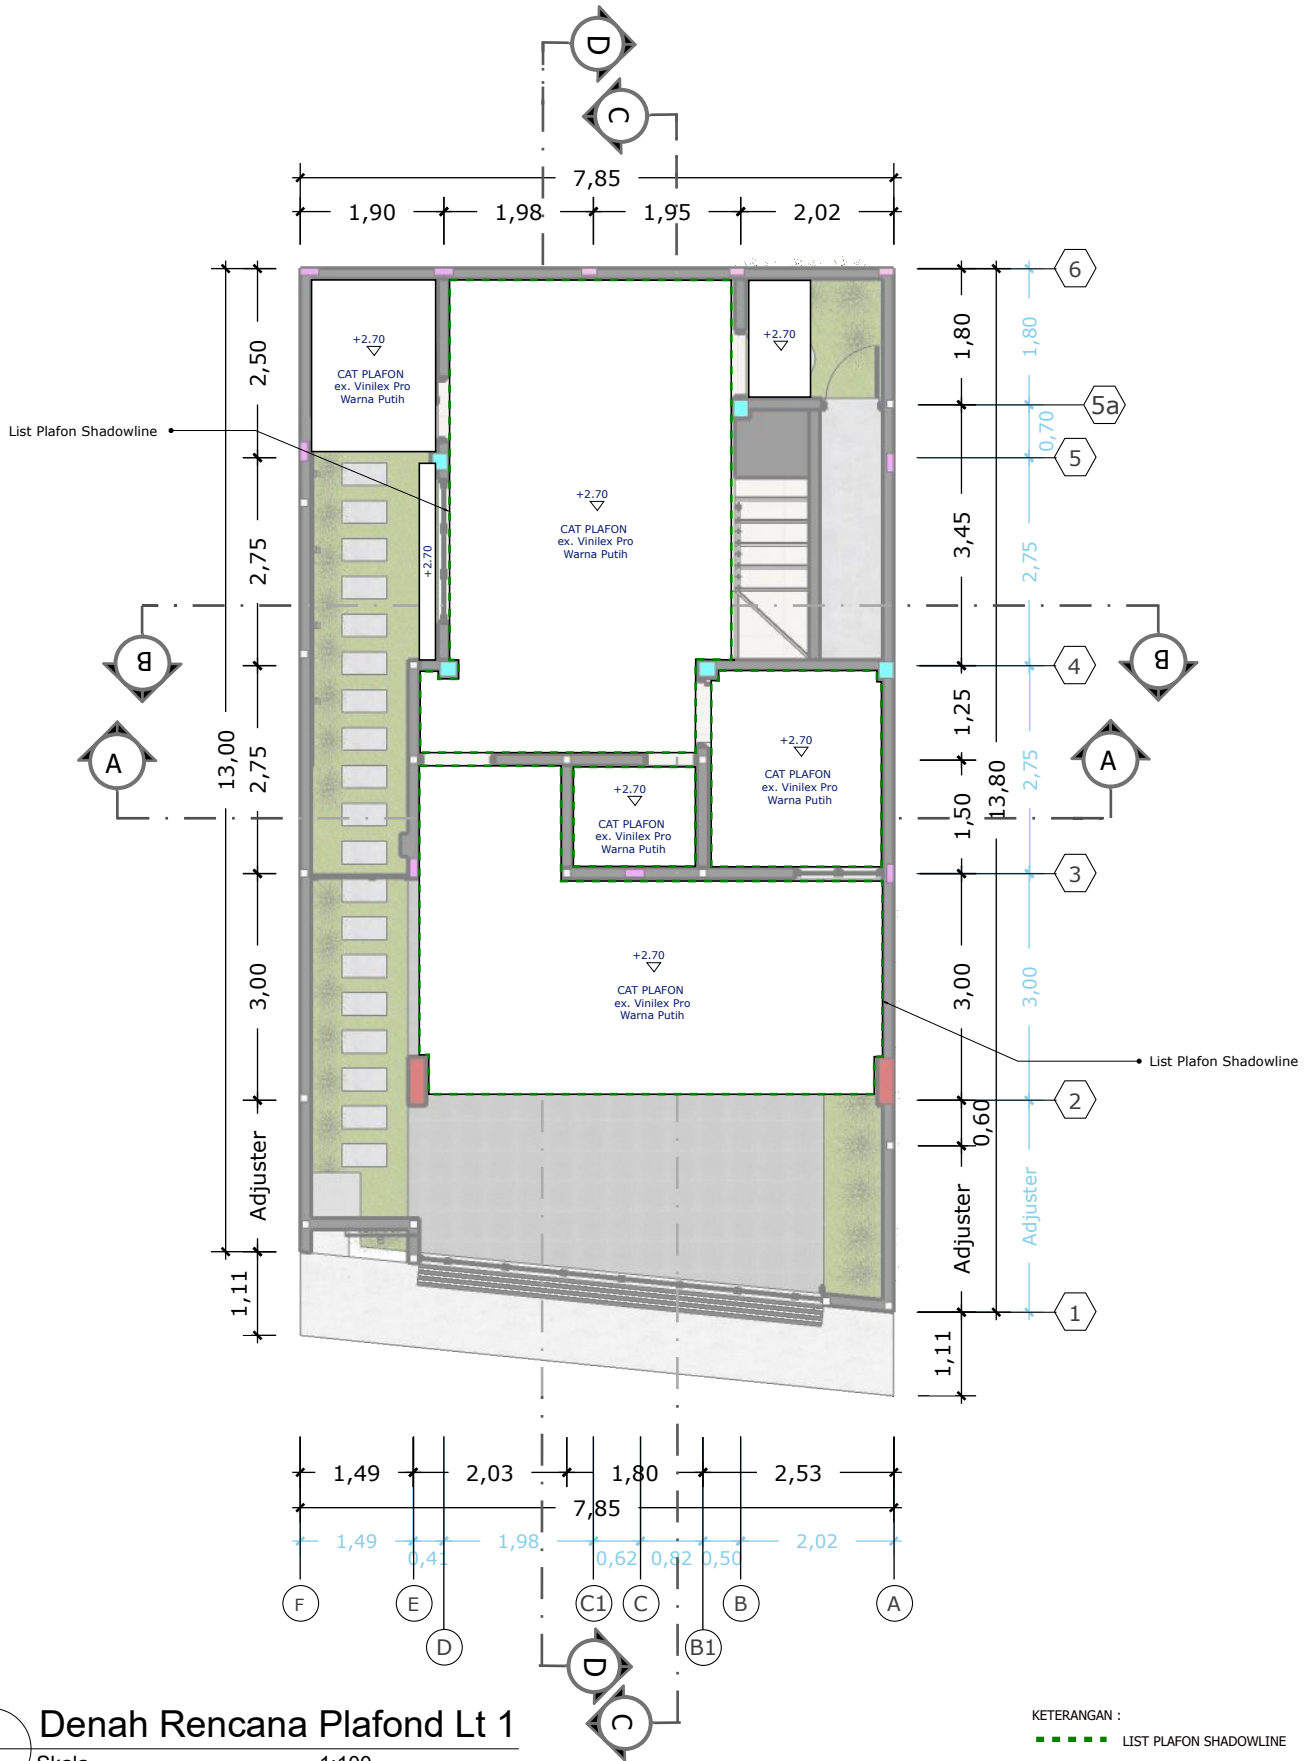 D
C
7,85
1,90
1,98
1,95
2,02
6
5a
5
4
3
2
1
2,50
2,75
2,75
3,00
Adjuster
1,11
13,00
1,80
3,45
1,25
1,50
3,00
0,60
Adjuster
1,11
13,80
1,80
0,70
2,75
2,75
3,00
Adjuster
List Plafon Shadowline
+2.70
CAT PLAFON
ex. Vinilex Pro
Warna Putih
+2.70
+2.70
CAT PLAFON
ex. Vinilex Pro
Warna Putih
+2.70
B
B
A
A
+2.70
CAT PLAFON
ex. Vinilex Pro
Warna Putih
+2.70
CAT PLAFON
ex. Vinilex Pro
Warna Putih
+2.70
CAT PLAFON
ex. Vinilex Pro
Warna Putih
List Plafon Shadowline
1,49
2,03
1,80
2,53
7,85
1,49
0,41
1,98
0,62
0,82
0,50
2,02
F
E
D
C1
C
B1
B
A
D
C
Denah Rencana Plafond Lt 1
Skala
1:100
KETERANGAN :
LIST PLAFON SHADOWLINE